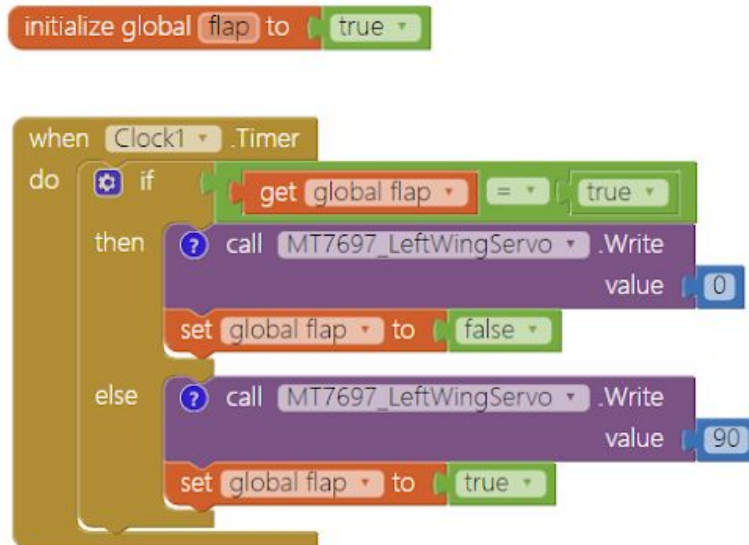 initialize global flap to true
when Clock1 .Timer
do if get global flap = true
then ? call MT7697_LeftWingServo .Write
value 0
set global flap to false
else ? call MT7697_LeftWingServo .Write
value 90
set global flap to true